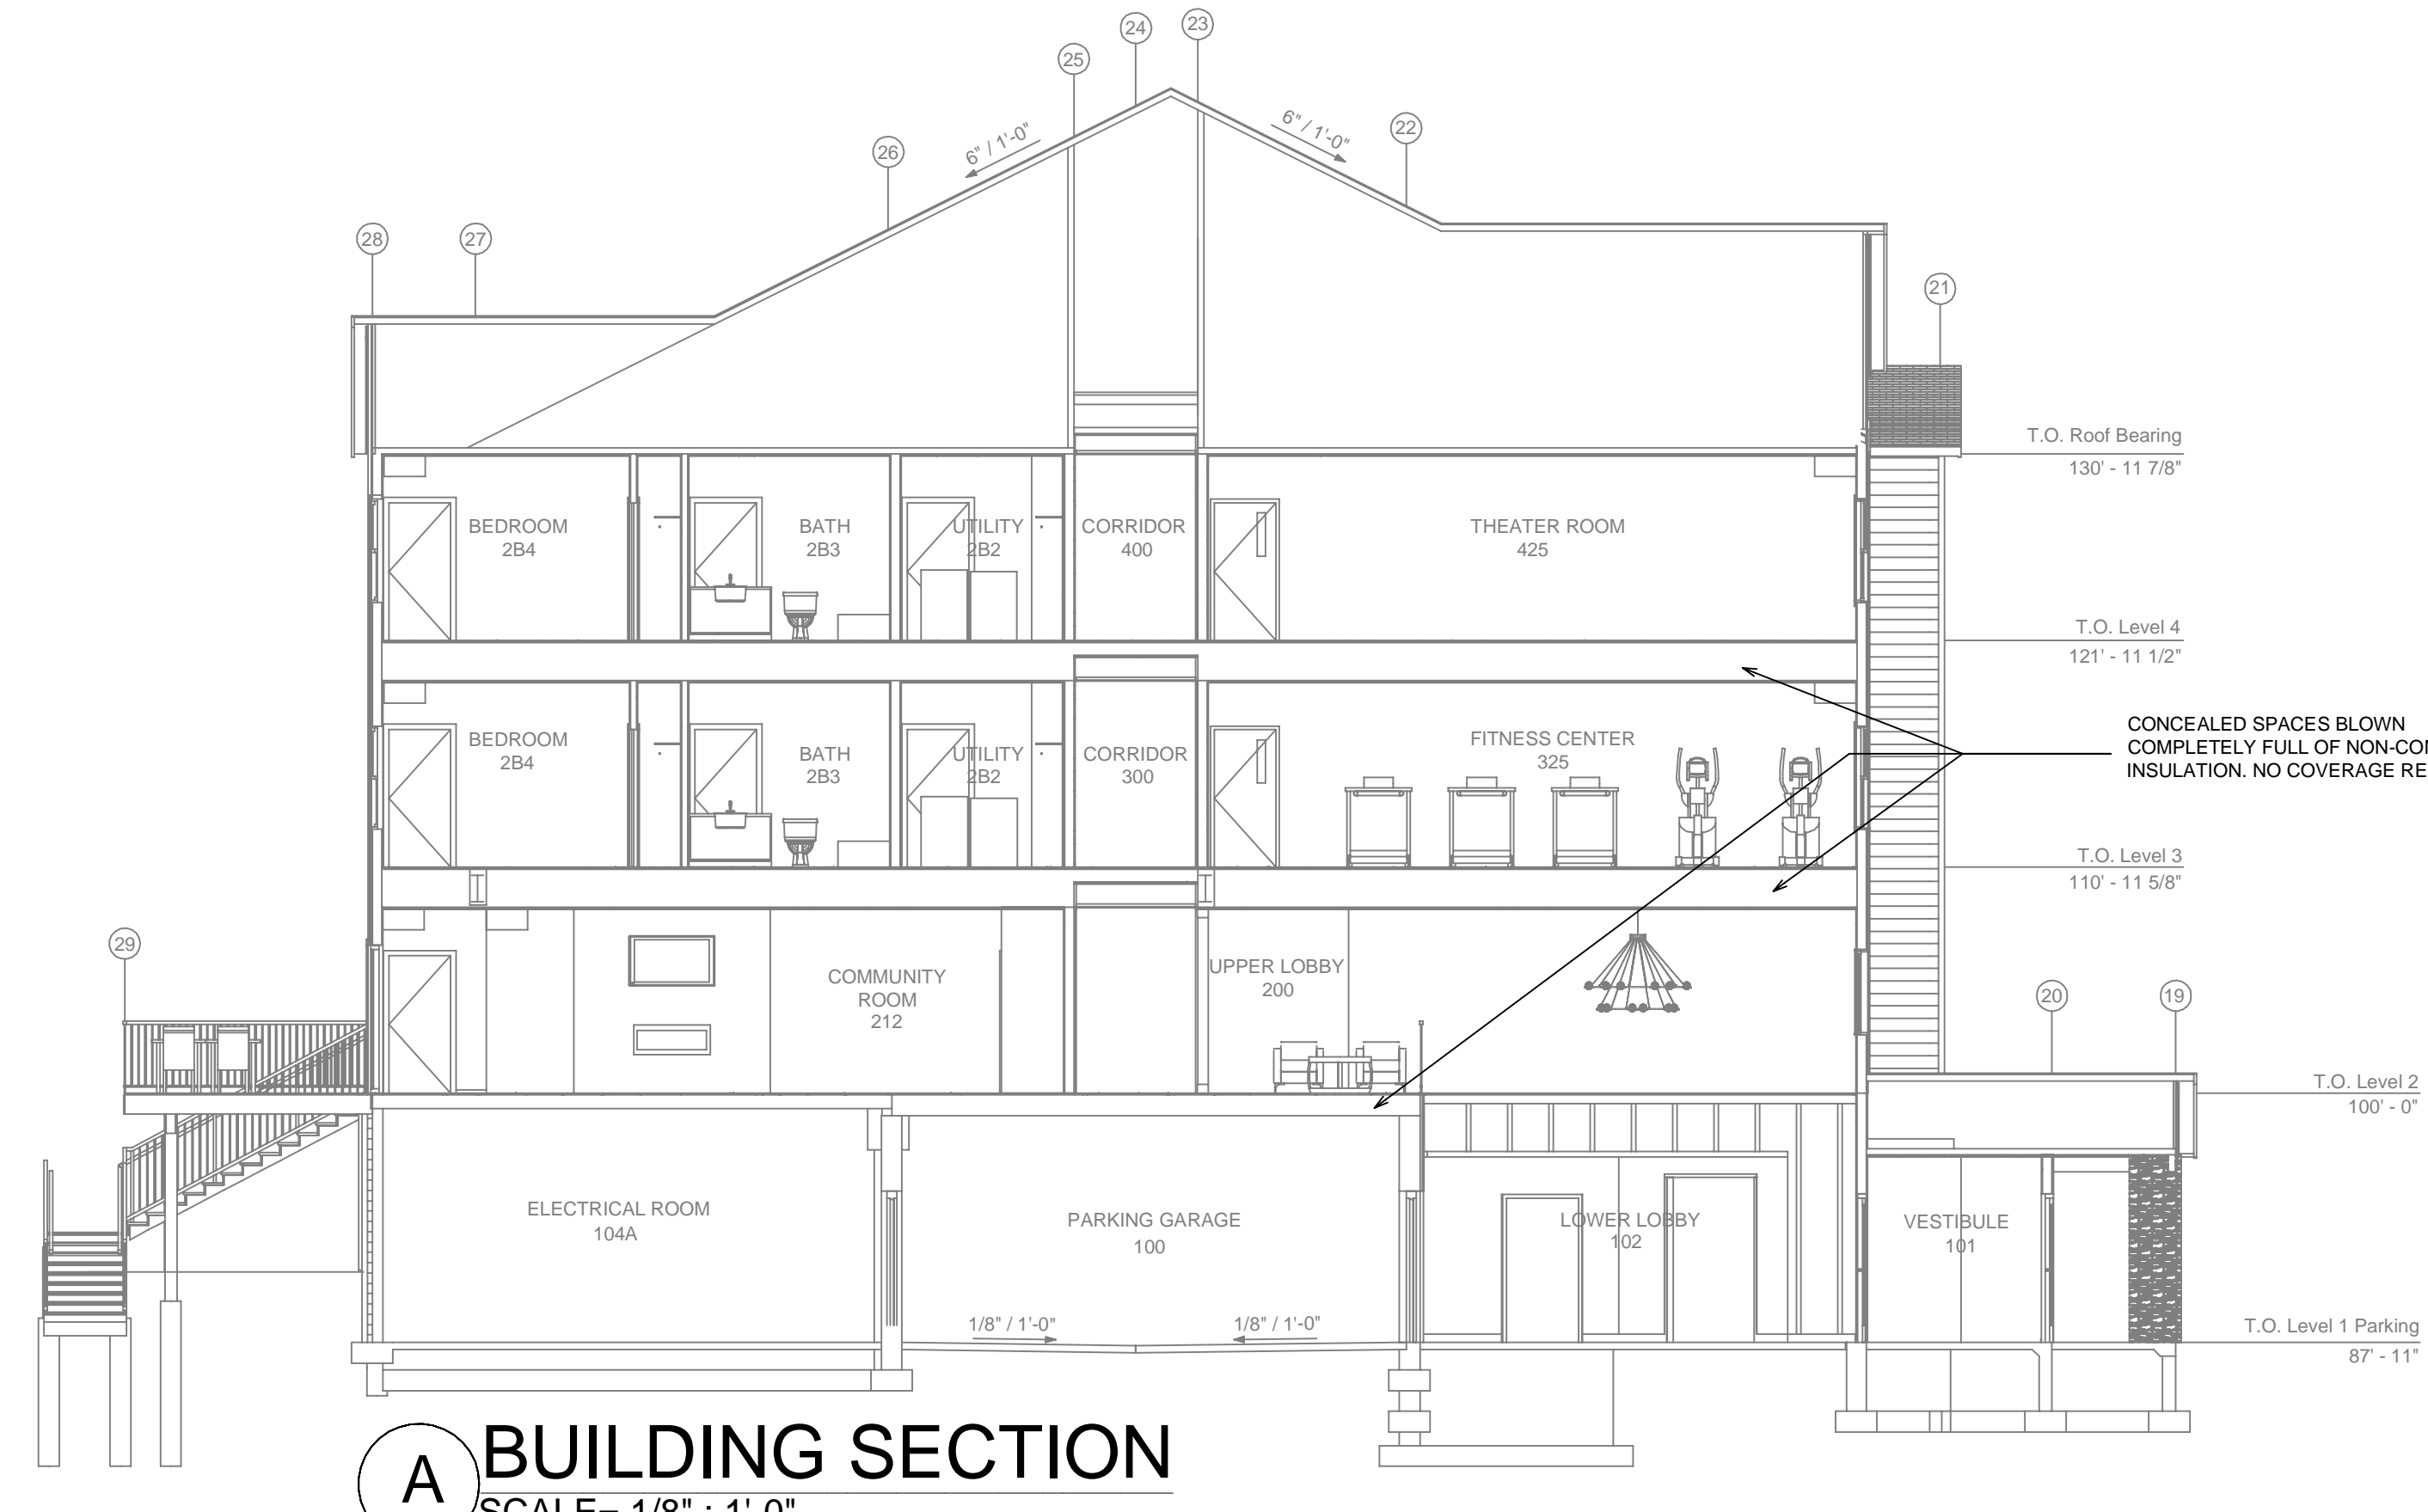 24
23
25
22
26
6" / 1'-0"
6" / 1'-0"
28
27
21
T.O. Roof Bearing
130' - 11 7/8"
BEDROOM
2B4
BATH
2B3
UTILITY
2B2
CORRIDOR
400
THEATER ROOM
425
T.O. Level 4
121' - 11 1/2"
BEDROOM
2B4
BATH
2B3
UTILITY
2B2
CORRIDOR
300
FITNESS CENTER
325
CONCEALED SPACES BLOWN
COMPLETELY FULL OF
INSULATION. NO COVERAGE
T.O. Level 3
110' - 11 5/8"
29
COMMUNITY
ROOM
212
UPPER LOBBY
200
20
19
T.O. Level 2
100' - 0"
ELECTRICAL ROOM
104A
PARKING GARAGE
100
LOWER LOBBY
102
VESTIBULE
101
1/8" / 1'-0"
1/8" / 1'-0"
T.O. Level 1 Parking
87' - 11"
A
BUILDING SECTION
SCALE= 1/8" : 1'-0"